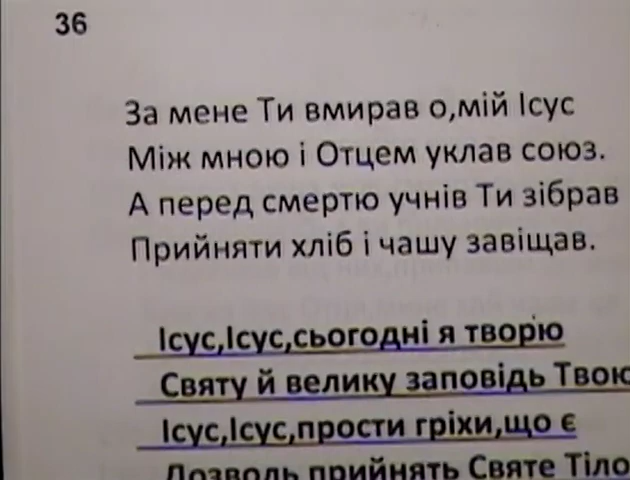 36
За мене Ти вмирав о,мій Ісус
Між мною і Отцем уклав союз.
А перед смертю учнів Ти зібрав
Прийняти хліб і чашу завіщав.
Ісус,Ісус,сьогодні я творю
Святу й велику заповідь Твою
Ісус,Ісус,прости гріхи,що є
Дозволь прийнять Святе Тіло